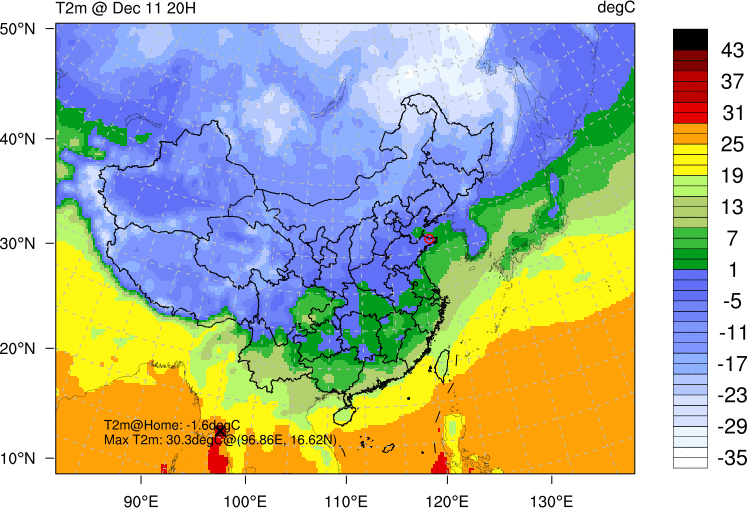 T2m @ Dec 11 20H
degC
50°N
40°N
30°N
20°N
10°N
T2m@Home: -1.6degC
Max T2m: 30.3degC@(96.86E, 16.62N)
90°E
100°E
110°E
120°E
130°E
43
37
31
25
19
13
7
1
-5
-11
-17
-23
-29
-35